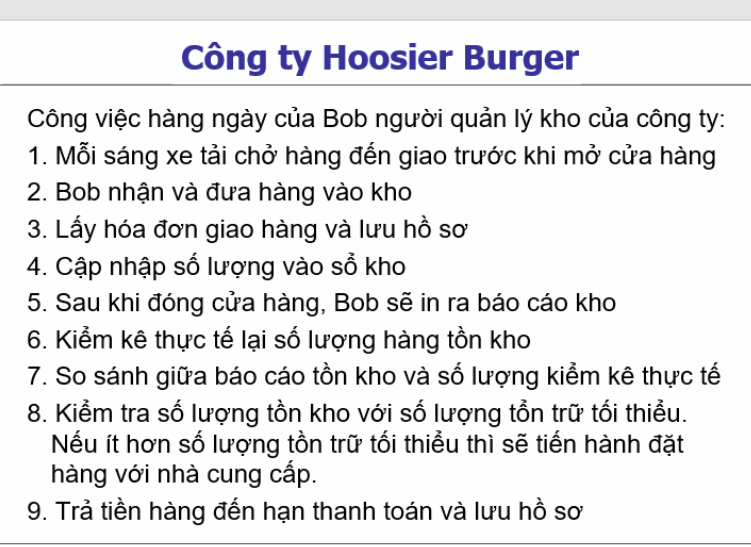 Công ty Hoosier Burger
Công việc hàng ngày của Bob người quản lý kho của công ty:
1. Mỗi sáng xe tải chở hàng đến giao trước khi mở cửa hàng
2. Bob nhận và đưa hàng vào kho
3. Lấy hóa đơn giao hàng và lưu hồ sơ
4. Cập nhập số lượng vào sổ kho
5. Sau khi đóng cửa hàng, Bob sẽ in ra báo cáo kho
6. Kiểm kê thực tế lại số lượng hàng tồn kho
7. So sánh giữa báo cáo tồn kho và số lượng kiểm kê thực tế
8. Kiểm tra số lượng tồn kho với số lượng tổn trữ tối thiểu.
Nếu ít hơn số lượng tồn trữ tối thiểu thì sẽ tiến hành đặt
hàng với nhà cung cấp.
9. Trả tiền hàng đến hạn thanh toán và lưu hồ sơ